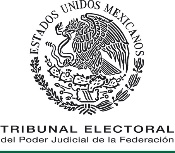 ESTADOS UNIDOS MEXICANOS
TRIBUNAL ELECTORAL
del Poder Judicial de la Federación